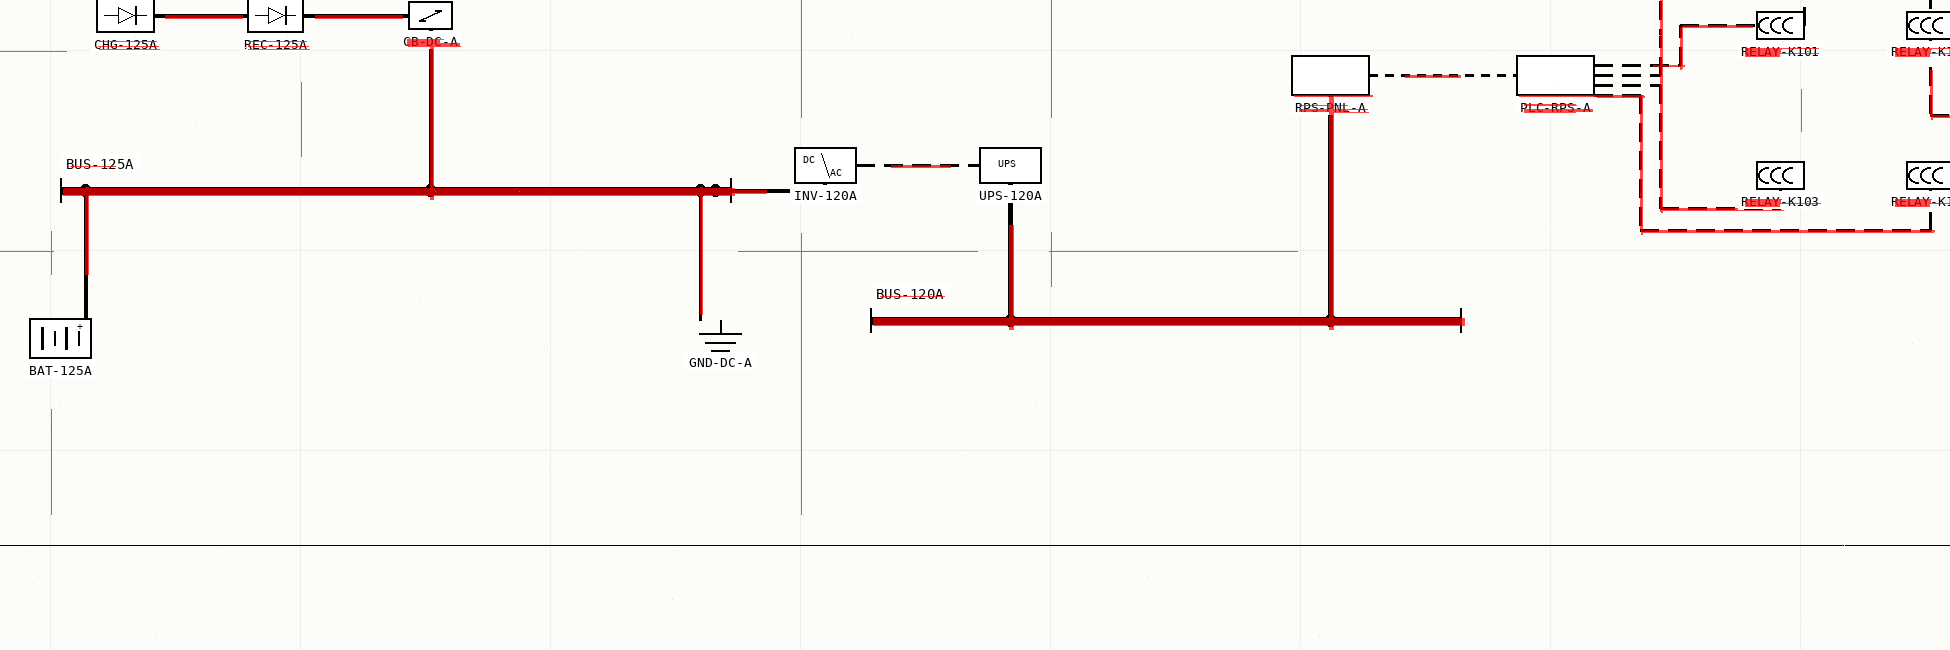 CHG-125A
REC-125A
CB-DC-A
RELAY-K101
RPS-PNL-A
PLC-RPS-A
BUS-125A
DC
AC
UPS
INV-120A
UPS-120A
RELAY-K103
BUS-120A
+
BAT-125A
GND-DC-A